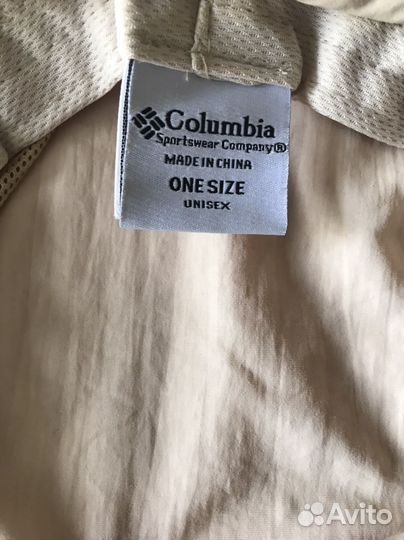 Columbia
Sportswear Company®
MADE IN CHINA
ONE SIZE
UNISEX
Avito